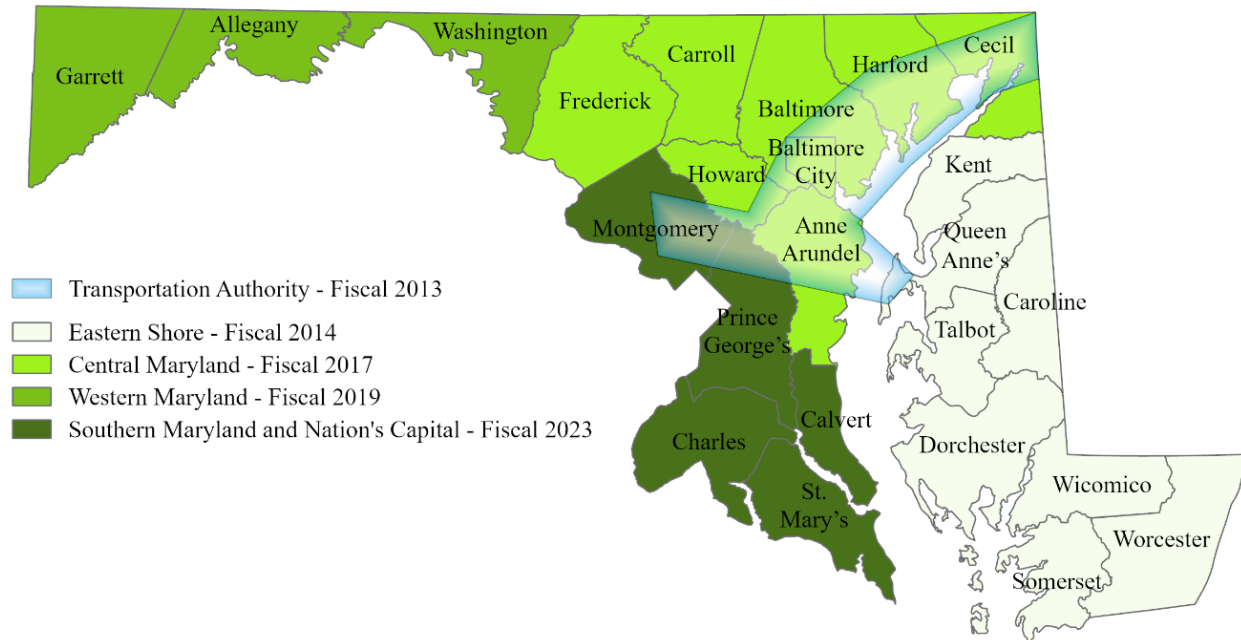 Garrett
Allegany
Washington
Frederick
Carroll
Baltimore
Harford
Cecil
Howard
Baltimore
City
Kent
Montgomery
Anne
Arundel
Queen
Anne's
Caroline
Talbot
Prince
George's
Calvert
Charles
St.
Mary's
Dorchester
Wicomico
Worcester
Somerset
Transportation Authority - Fiscal 2013
Eastern Shore - Fiscal 2014
Central Maryland - Fiscal 2017
Western Maryland - Fiscal 2019
Southern Maryland and Nation's Capital - Fiscal 2023